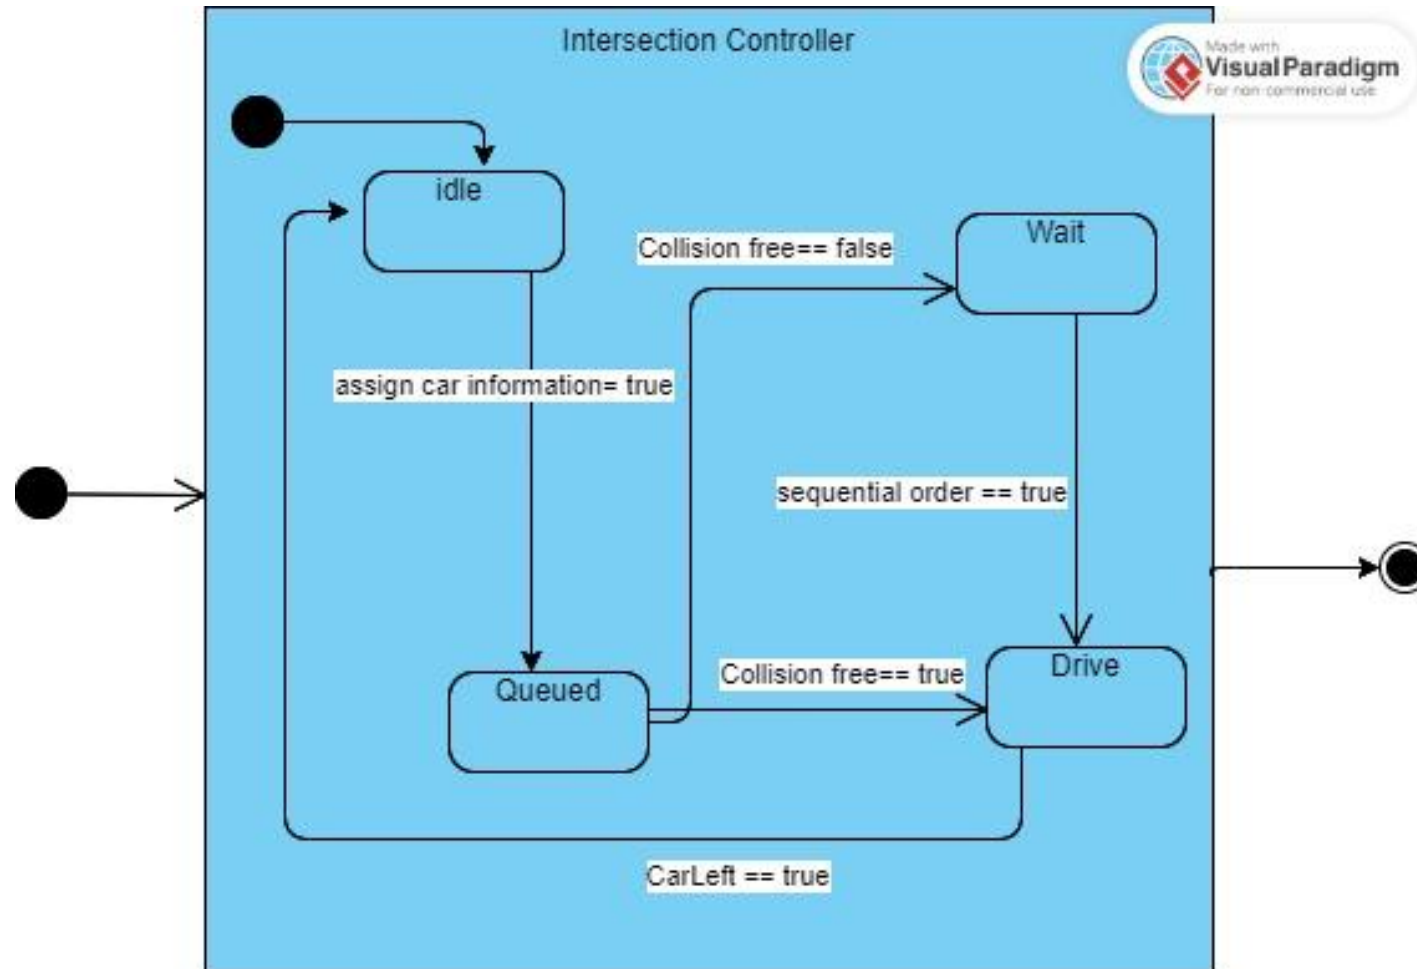 Intersection Controller
Made with
Visual Paradigm
For non-commercial use
idle
Wait
Collision free== false
assign car information= true
sequential order == true
Collision free== true
Drive
Queued
CarLeft == true